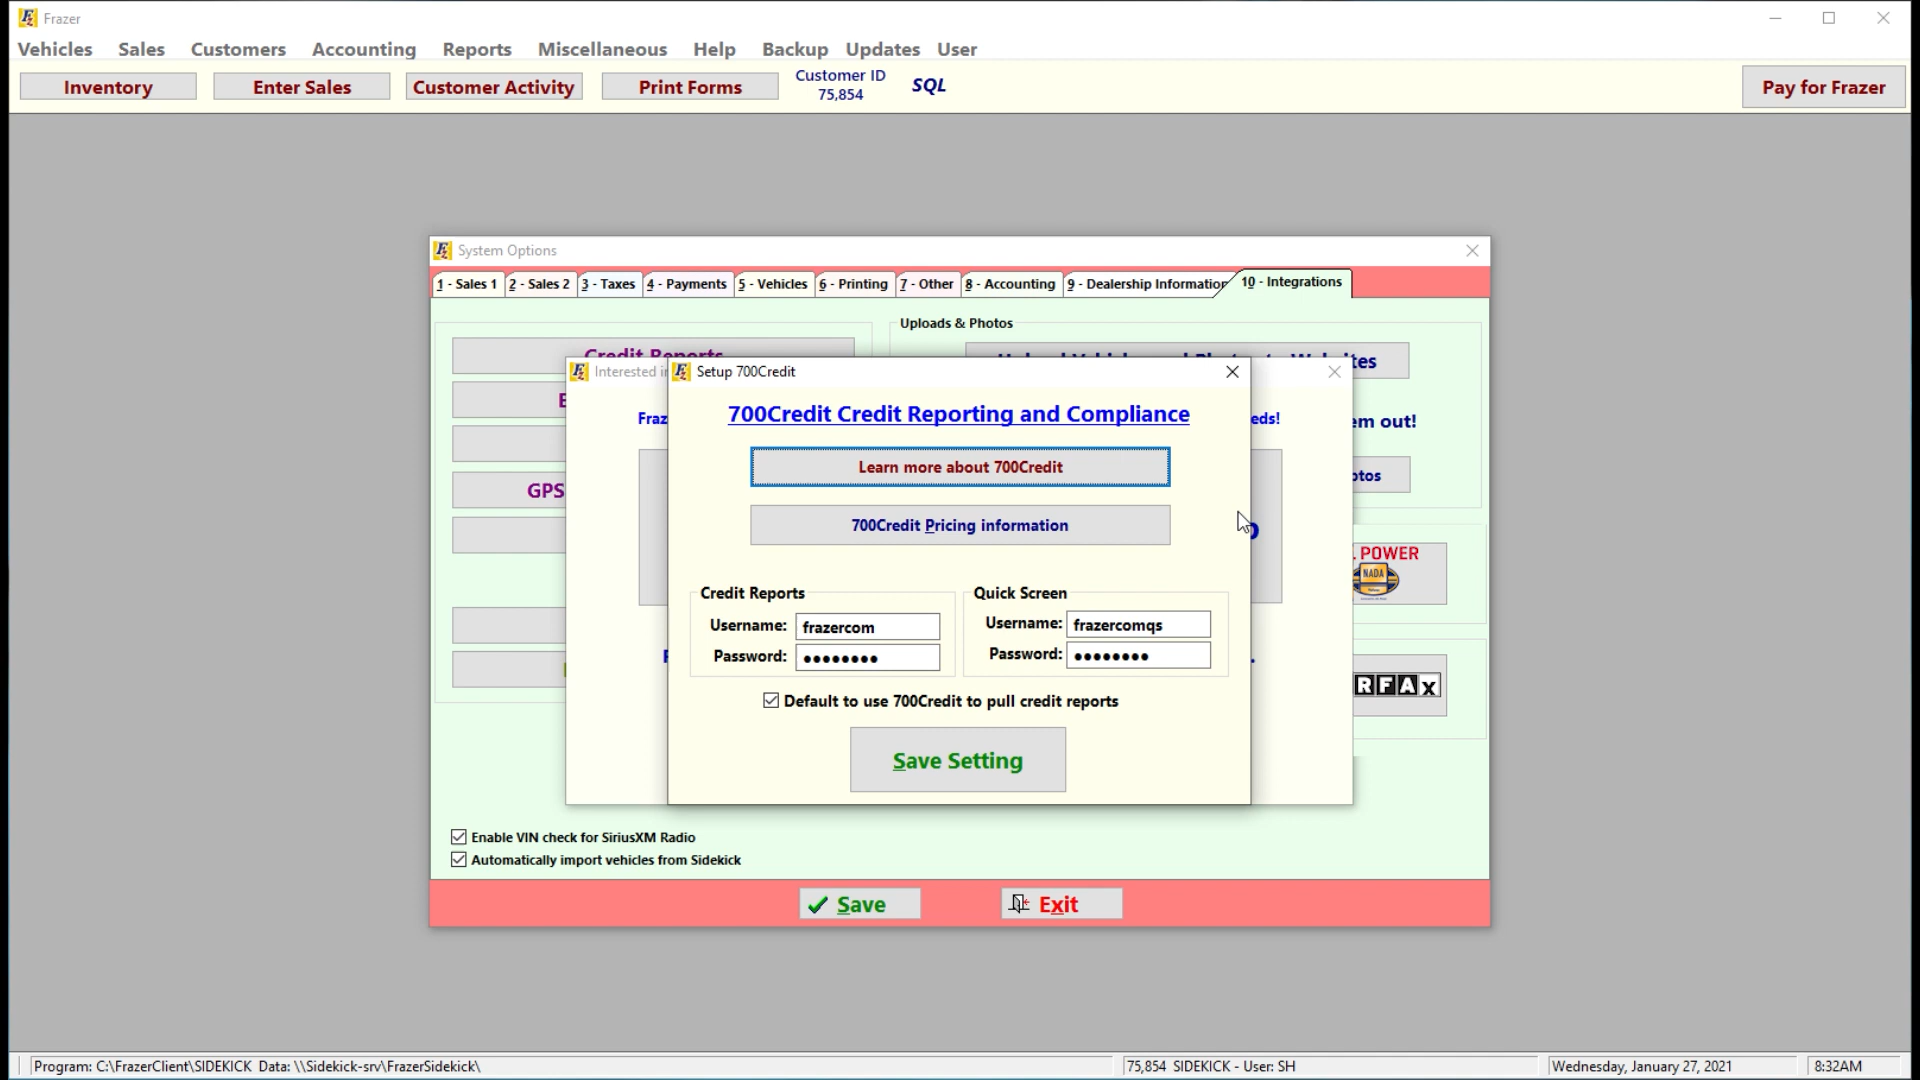 Frazer
Vehicles Sales Customers Accounting Reports Miscellaneous Help Backup Updates User
Inventory Enter Sales Customer Activity Print Forms Customer ID SQL Pay for Frazer
75,854
System Options
1 - Sales 1 2 - Sales 2 3 - Taxes 4 - Payments 5 - Vehicles 6 - Printing 7 - Other 8 - Accounting 9 - Dealership Information 10 - Integrations
Uploads & Photos
Credit Reports
Interested in
Setup 700Credit
Fraz
700Credit Credit Reporting and Compliance
eds!
em out!
Learn more about 700Credit
GPS
otos
700Credit Pricing information
POWER
NADA
Credit Reports Quick Screen
Username: frazercom Username: frazercomqs
Password: ●●●●●●●● Password: ●●●●●●●●
RFAX
Default to use 700Credit to pull credit reports
Save Setting
Enable VIN check for SiriusXM Radio
Automatically import vehicles from Sidekick
Save Exit
Program: C:\FrazerClient\SIDEKICK Data: \\Sidekick-srv\FrazerSidekick\ 75,854 SIDEKICK - User: SH Wednesday, January 27, 2021 8:32AM